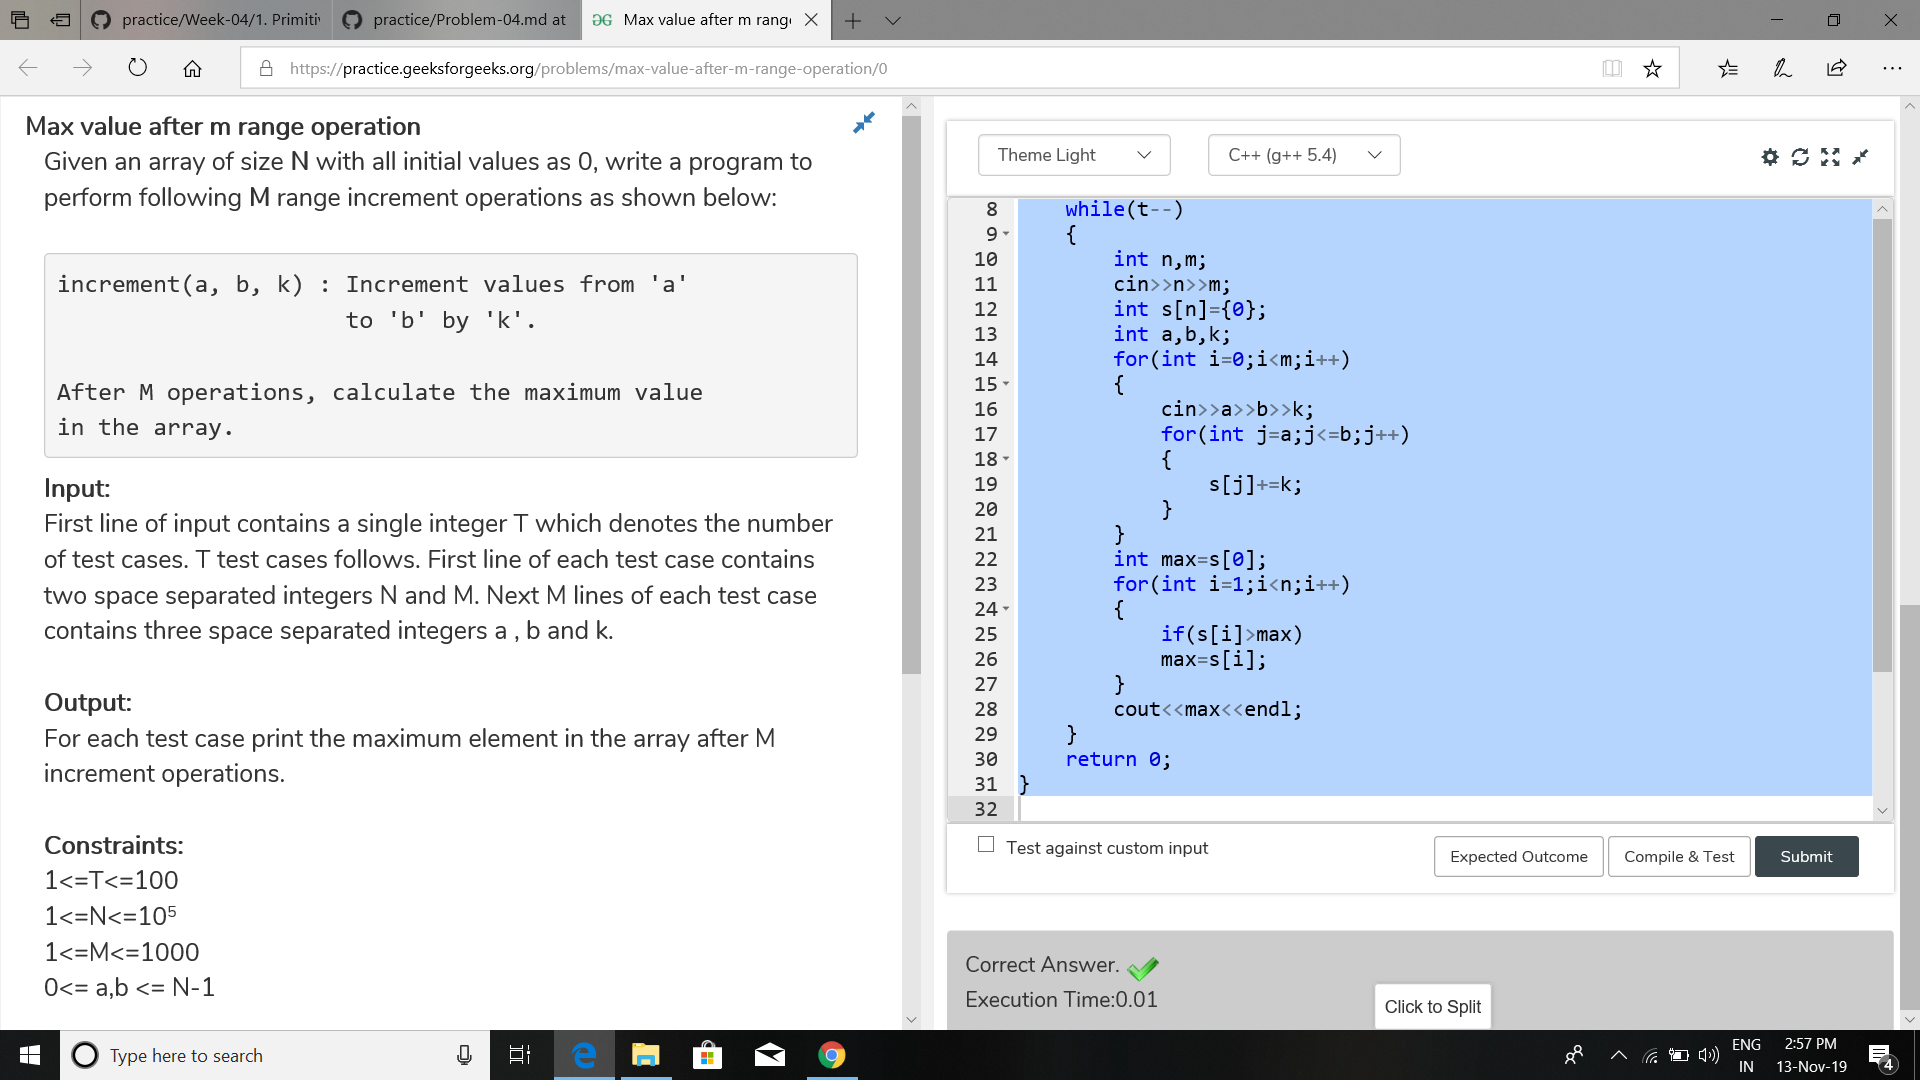 practice/Week-04/1. Primiti
practice/Problem-04.md at
Max value after m rang
https://practice.geeksforgeeks.org/problems/max-value-after-m-range-operation/0
Max value after m range operation
Given an array of size N with all initial values as 0, write a program to
perform following M range increment operations as shown below:
increment(a, b, k) : Increment values from 'a'
to 'b' by 'k'.
After M operations, calculate the maximum value
in the array.
Input:
First line of input contains a single integer T which denotes the number
of test cases. T test cases follows. First line of each test case contains
two space separated integers N and M. Next M lines of each test case
contains three space separated integers a , b and k.
Output:
For each test case print the maximum element in the array after M
increment operations.
Constraints:
1<=T<=100
1<=N<=10⁵
1<=M<=1000
0<= a,b <= N-1
Theme Light
C++ (g++ 5.4)
8 while(t--)
9 {
10 int n,m;
11 cin>>n>>m;
12 int s[n]={0};
13 int a,b,k;
14 for(int i=0;i<m;i++)
15 {
16 cin>>a>>b>>k;
17 for(int j=a;j<=b;j++)
18 {
19 s[j]+=k;
20 }
21 }
22 int max=s[0];
23 for(int i=1;i<n;i++)
24 {
25 if(s[i]>max)
26 max=s[i];
27 }
28 cout<<max<<endl;
29 }
30 return 0;
31 }
32
Test against custom input
Expected Outcome
Compile & Test
Submit
Correct Answer.
Execution Time:0.01
Click to Split
Type here to search
ENG
IN
2:57 PM
13-Nov-19
4